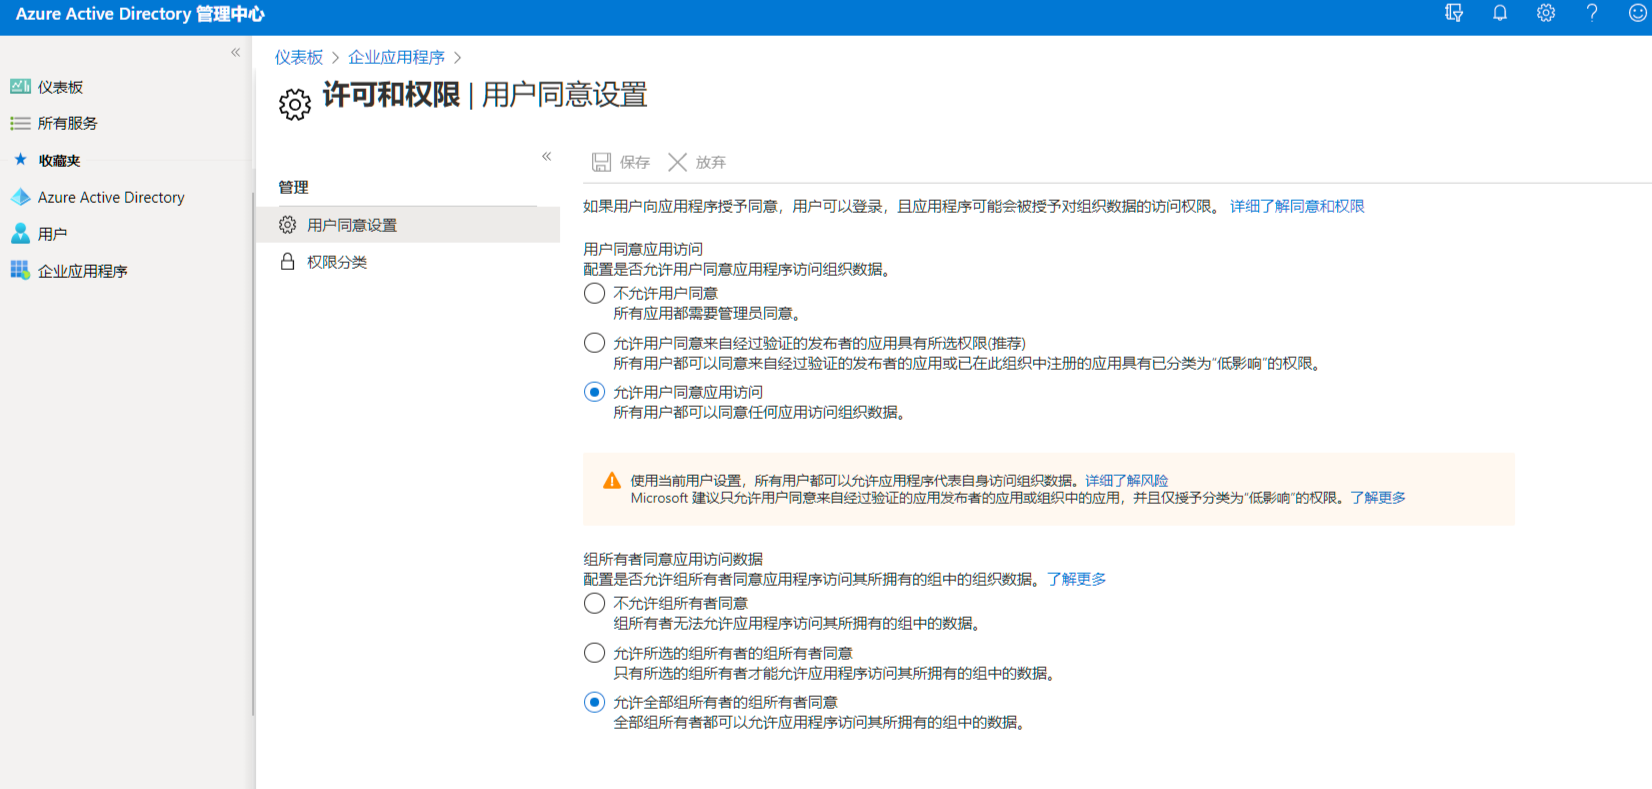 Azure Active Directory 管理中心
仪表板
所有服务
收藏夹
Azure Active Directory
用户
企业应用程序
仪表板 > 企业应用程序 >
许可和权限 | 用户同意设置
管理
用户同意设置
权限分类
保存 放弃
如果用户向应用程序授予同意，用户可以登录，且应用程序可能会被授予对组织数据的访问权限。 详细了解同意和权限
用户同意应用访问
配置是否允许用户同意应用程序访问组织数据。
不允许用户同意
所有应用都需要管理员同意。
允许用户同意来自经过验证的发布者的应用具有所选权限(推荐)
所有用户都可以同意来自经过验证的发布者的应用或已在此组织中注册的应用具有已分类为“低影响”的权限。
允许用户同意应用访问
所有用户都可以同意任何应用访问组织数据。
使用当前用户设置，所有用户都可以允许应用程序代表自身访问组织数据。详细了解风险
Microsoft 建议只允许用户同意来自经过验证的应用发布者的应用或组织中的应用，并且仅授予分类为“低影响”的权限。了解更多
组所有者同意应用访问数据
配置是否允许组所有者同意应用程序访问其所拥有的组中的组织数据。了解更多
不允许组所有者同意
组所有者无法允许应用程序访问其所拥有的组中的数据。
允许所选的组所有者的组所有者同意
只有所选的组所有者才能允许应用程序访问其所拥有的组中的数据。
允许全部组所有者的组所有者同意
全部组所有者都可以允许应用程序访问其所拥有的组中的数据。